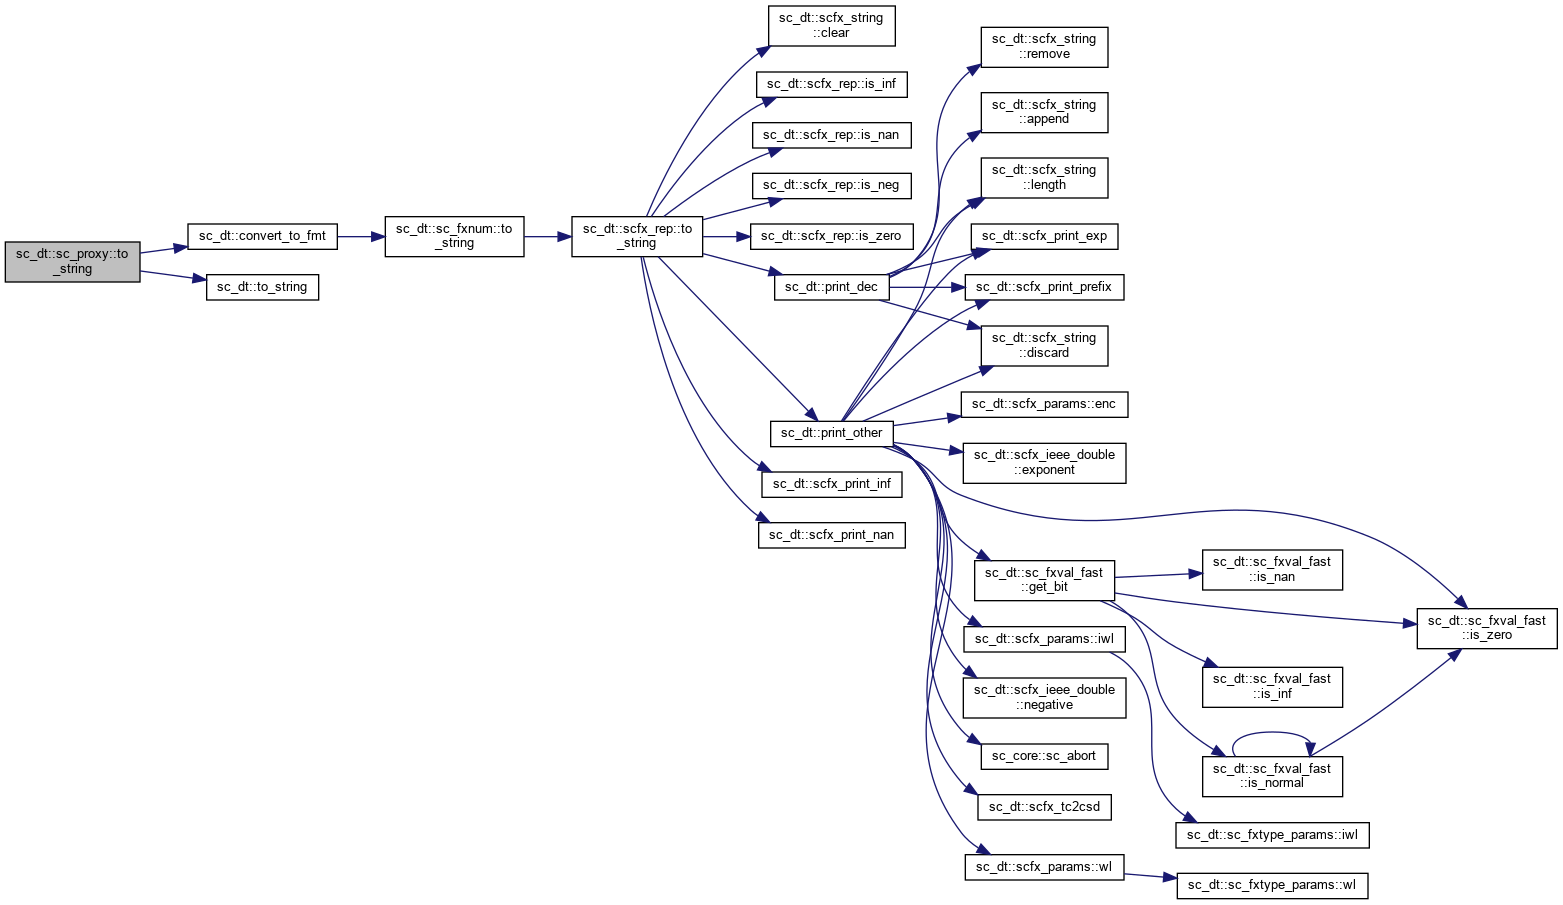 sc_dt::sc_proxy::to
_string
sc_dt::convert_to_fmt
sc_dt::to_string
sc_dt::sc_fxnum::to
_string
sc_dt::scfx_rep::to
_string
sc_dt::scfx_string
::clear
sc_dt::scfx_rep::is_inf
sc_dt::scfx_rep::is_nan
sc_dt::scfx_rep::is_neg
sc_dt::scfx_rep::is_zero
sc_dt::print_dec
sc_dt::print_other
sc_dt::scfx_print_inf
sc_dt::scfx_print_nan
sc_dt::scfx_string
::remove
sc_dt::scfx_string
::append
sc_dt::scfx_string
::length
sc_dt::scfx_print_exp
sc_dt::scfx_print_prefix
sc_dt::scfx_string
::discard
sc_dt::scfx_params::enc
sc_dt::scfx_ieee_double
::exponent
sc_dt::sc_fxval_fast
::get_bit
sc_dt::scfx_params::iwl
sc_dt::scfx_ieee_double
::negative
sc_core::sc_abort
sc_dt::scfx_tc2csd
sc_dt::scfx_params::wl
sc_dt::sc_fxval_fast
::is_nan
sc_dt::sc_fxval_fast
::is_inf
sc_dt::sc_fxval_fast
::is_normal
sc_dt::sc_fxtype_params::iwl
sc_dt::sc_fxtype_params::wl
sc_dt::sc_fxval_fast
::is_zero